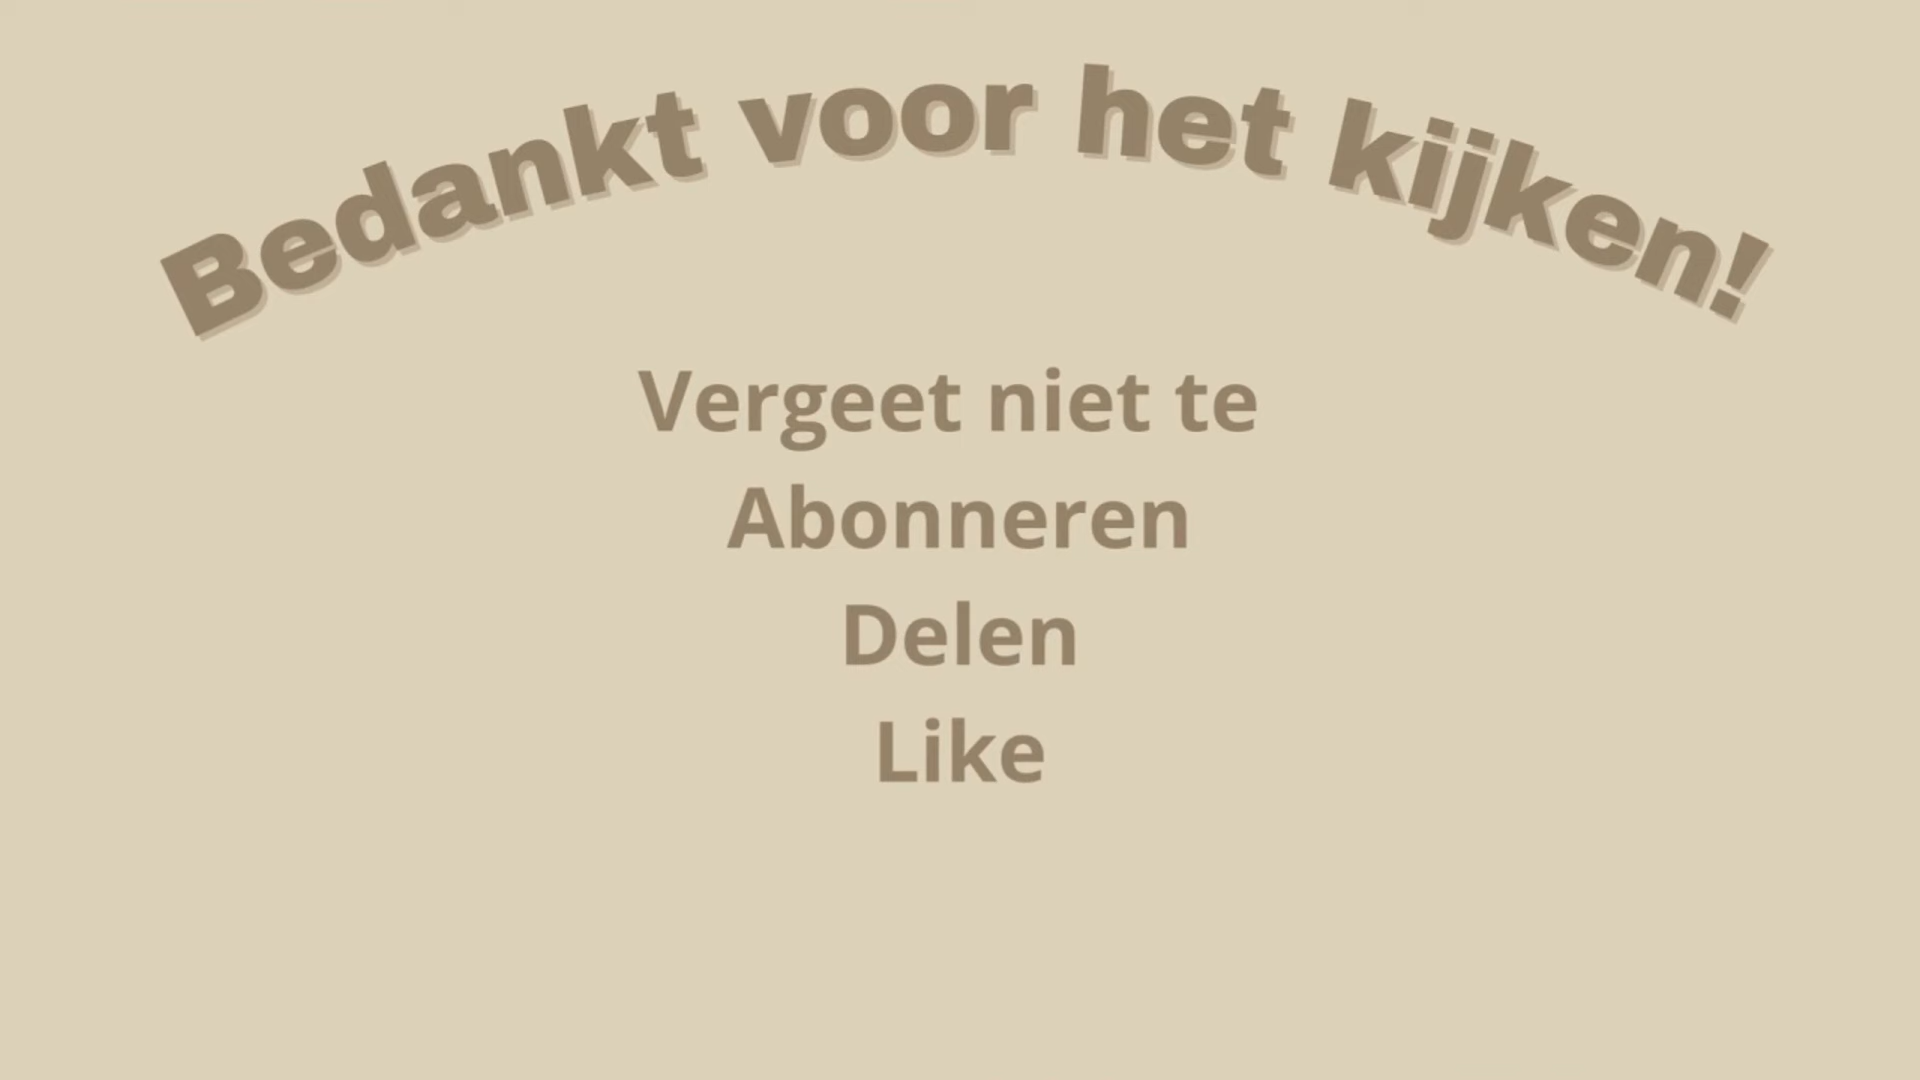 Bedankt voor het kijken!
Vergeet niet te
Abonneren
Delen
Like